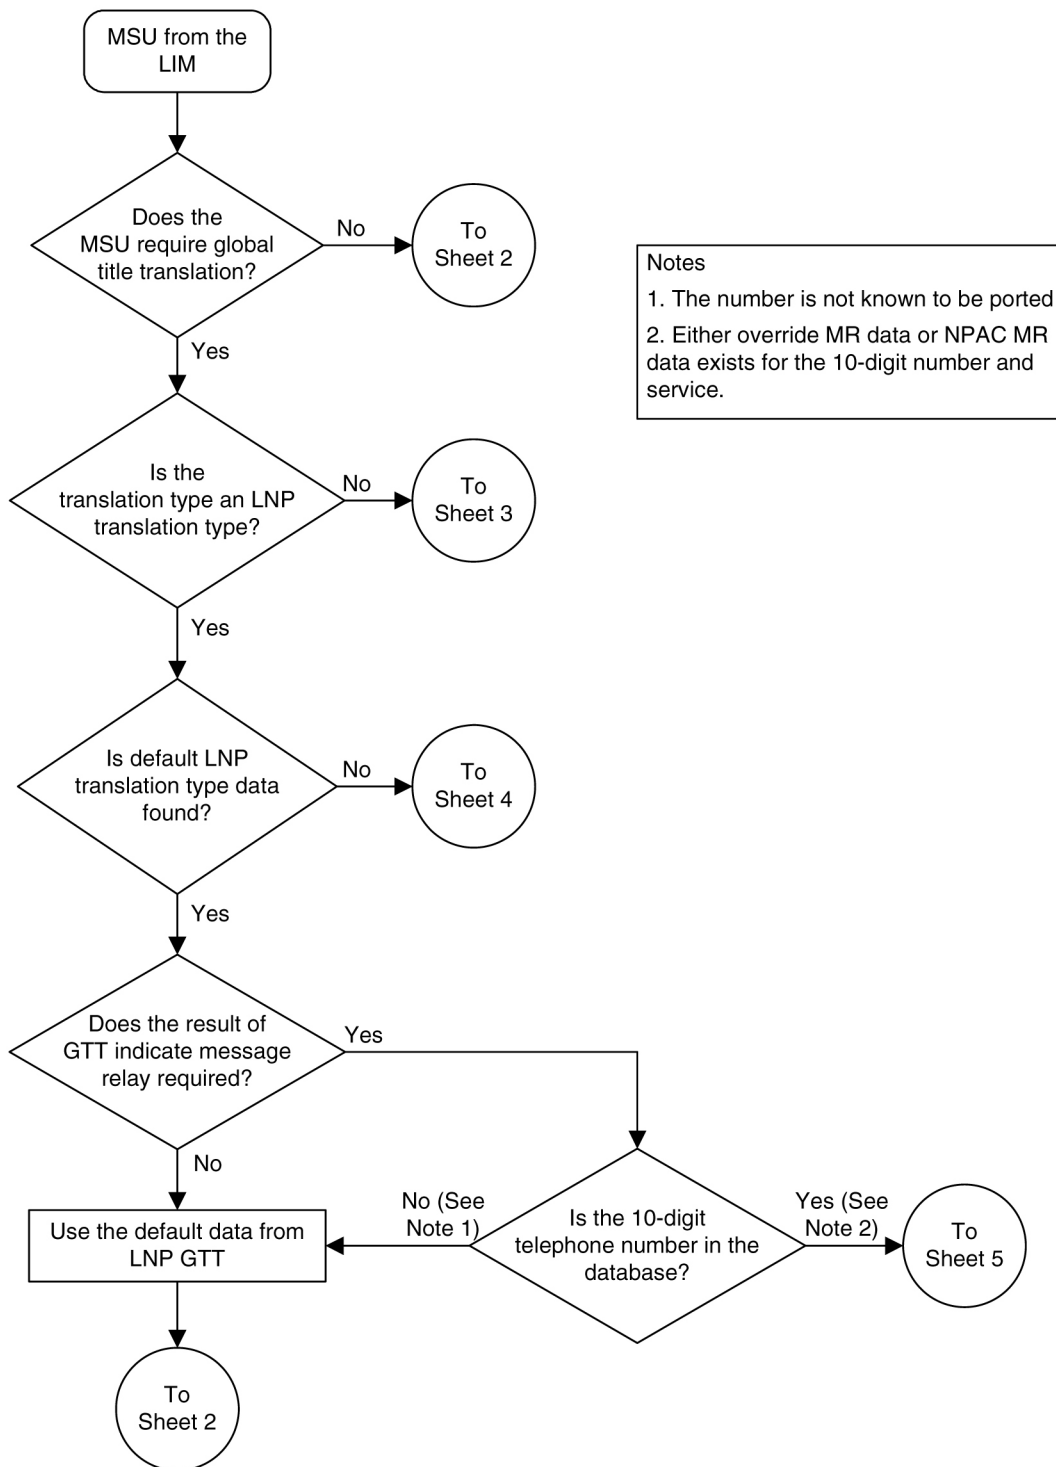 MSU from the
LIM
Does the
MSU require global
title translation?
No
To
Sheet 2
Yes
Notes
1. The number is not known to be ported
2. Either override MR data or NPAC MR
data exists for the 10-digit number and
service.
Is the
translation type an LNP
translation type?
No
To
Sheet 3
Yes
Is default LNP
translation type data
found?
No
To
Sheet 4
Yes
Does the result of
GTT indicate message
relay required?
Yes
No
Use the default data from
LNP GTT
No (See
Note 1)
Is the 10-digit
telephone number in the
database?
Yes (See
Note 2)
To
Sheet 5
To
Sheet 2